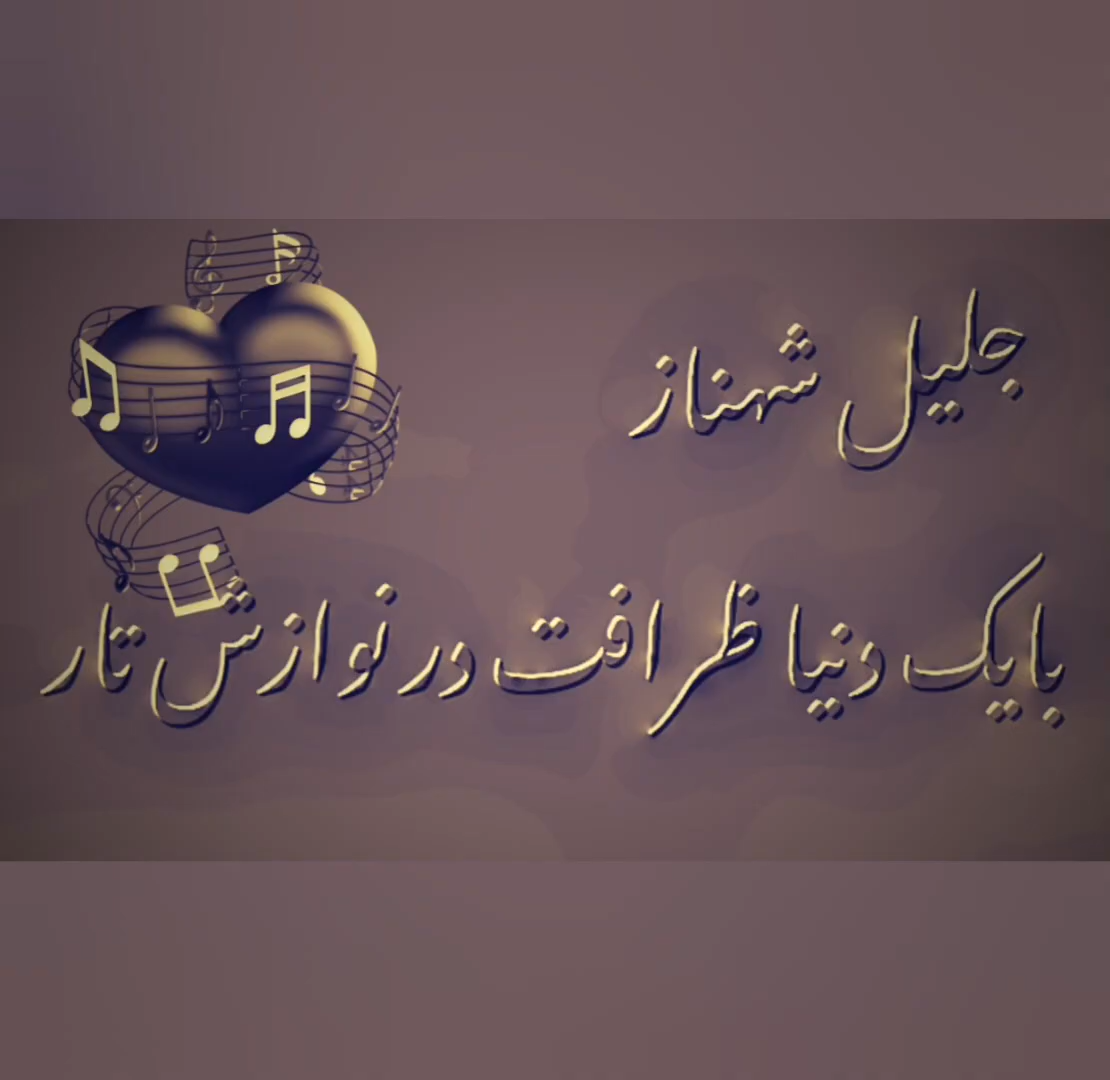 جلیل شهناز
با یک دنیا ظرافت در نوازش تار